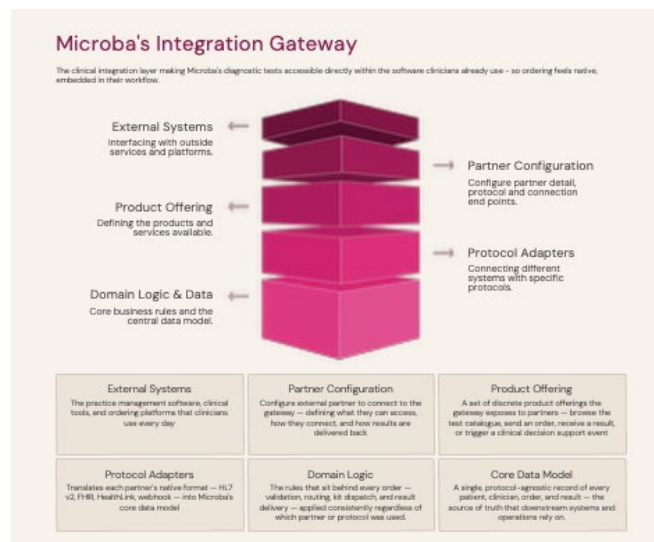 Microba's Integration Gateway
The clinical integration layer making Microba's diagnostic tests accessible directly within the software clinicians already use - so ordering feels native,
embedded in their workflow.
External Systems
Interfacing with outside
services and platforms.
Partner Configuration
Configure partner detail,
protocol and connection
end points.
Product Offering
Defining the products and
services available.
Protocol Adapters
Connecting different
systems with specific
protocols.
Domain Logic & Data
Core business rules and the
central data model.
External Systems
The practice management software, clinical
tools, and ordering platforms that clinicians
use every day
Partner Configuration
Configure external partner to connect to the
gateway — defining what they can access,
how they connect, and how results are
delivered back
Product Offering
A set of discrete product offerings the
gateway exposes to partners — browse the
test catalogue, send an order, receive a result,
or trigger a clinical decision support event
Protocol Adapters
Translates each partner's native format — HL7
v2, FHIR, HealthLink, webhook — into Microba's
core data model
Domain Logic
The rules that sit behind every order —
validation, routing, kit dispatch, and result
delivery — applied consistently regardless of
which partner or protocol was used.
Core Data Model
A single, protocol-agnostic record of every
patient, clinician, order, and result — the
source of truth that downstream systems and
operations rely on.